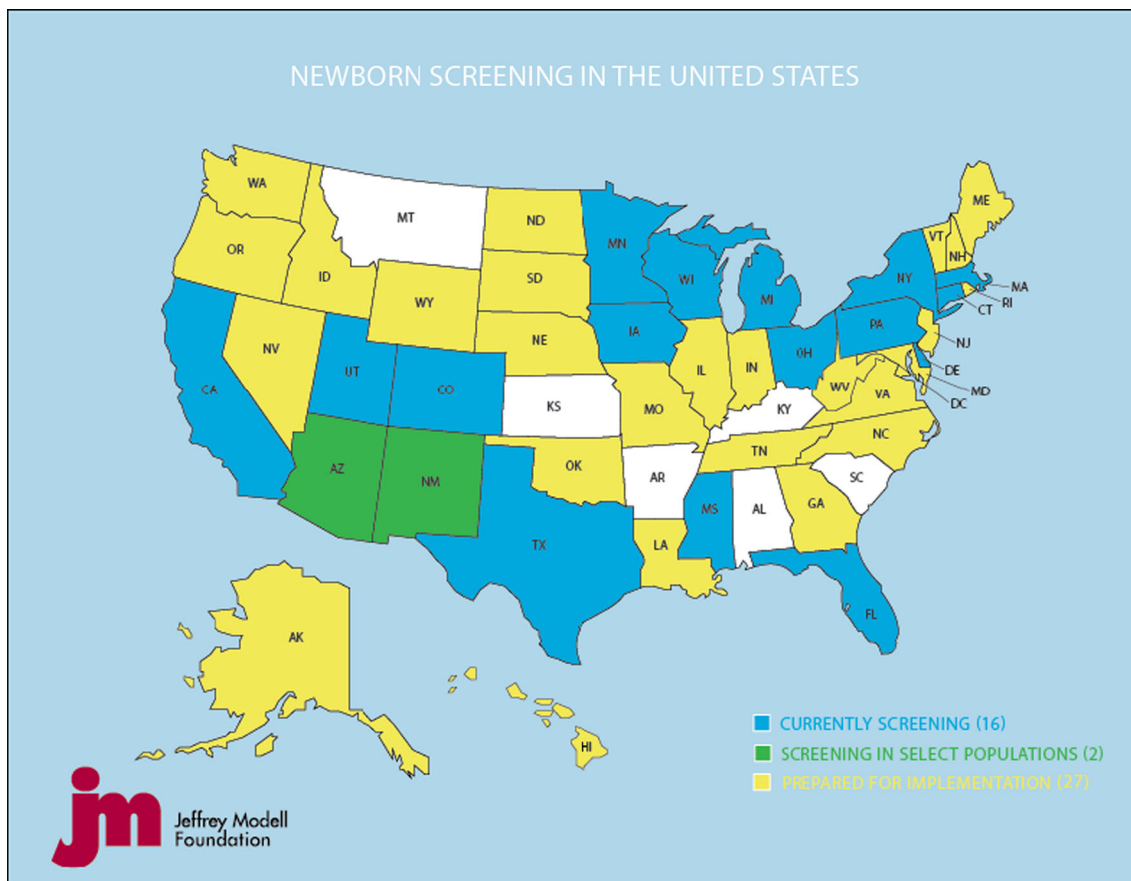 NEWBORN SCREENING IN THE UNITED STATES
WA
MT
ND
ME
MN
VT
NH
OR
ID
SD
WI
NY
MA
WY
MI
RI
CT
IA
PA
NE
NJ
NV
OH
UT
IL
IN
DE
CA
CO
MD
WV
VA
DC
KS
MO
KY
NC
TN
AZ
OK
NM
AR
SC
MS
AL
GA
TX
LA
FL
AK
HI
CURRENTLY SCREENING (16)
SCREENING IN SELECT POPULATIONS (2)
PREPARED FOR IMPLEMENTATION (27)
jm
Jeffrey Modell
Foundation